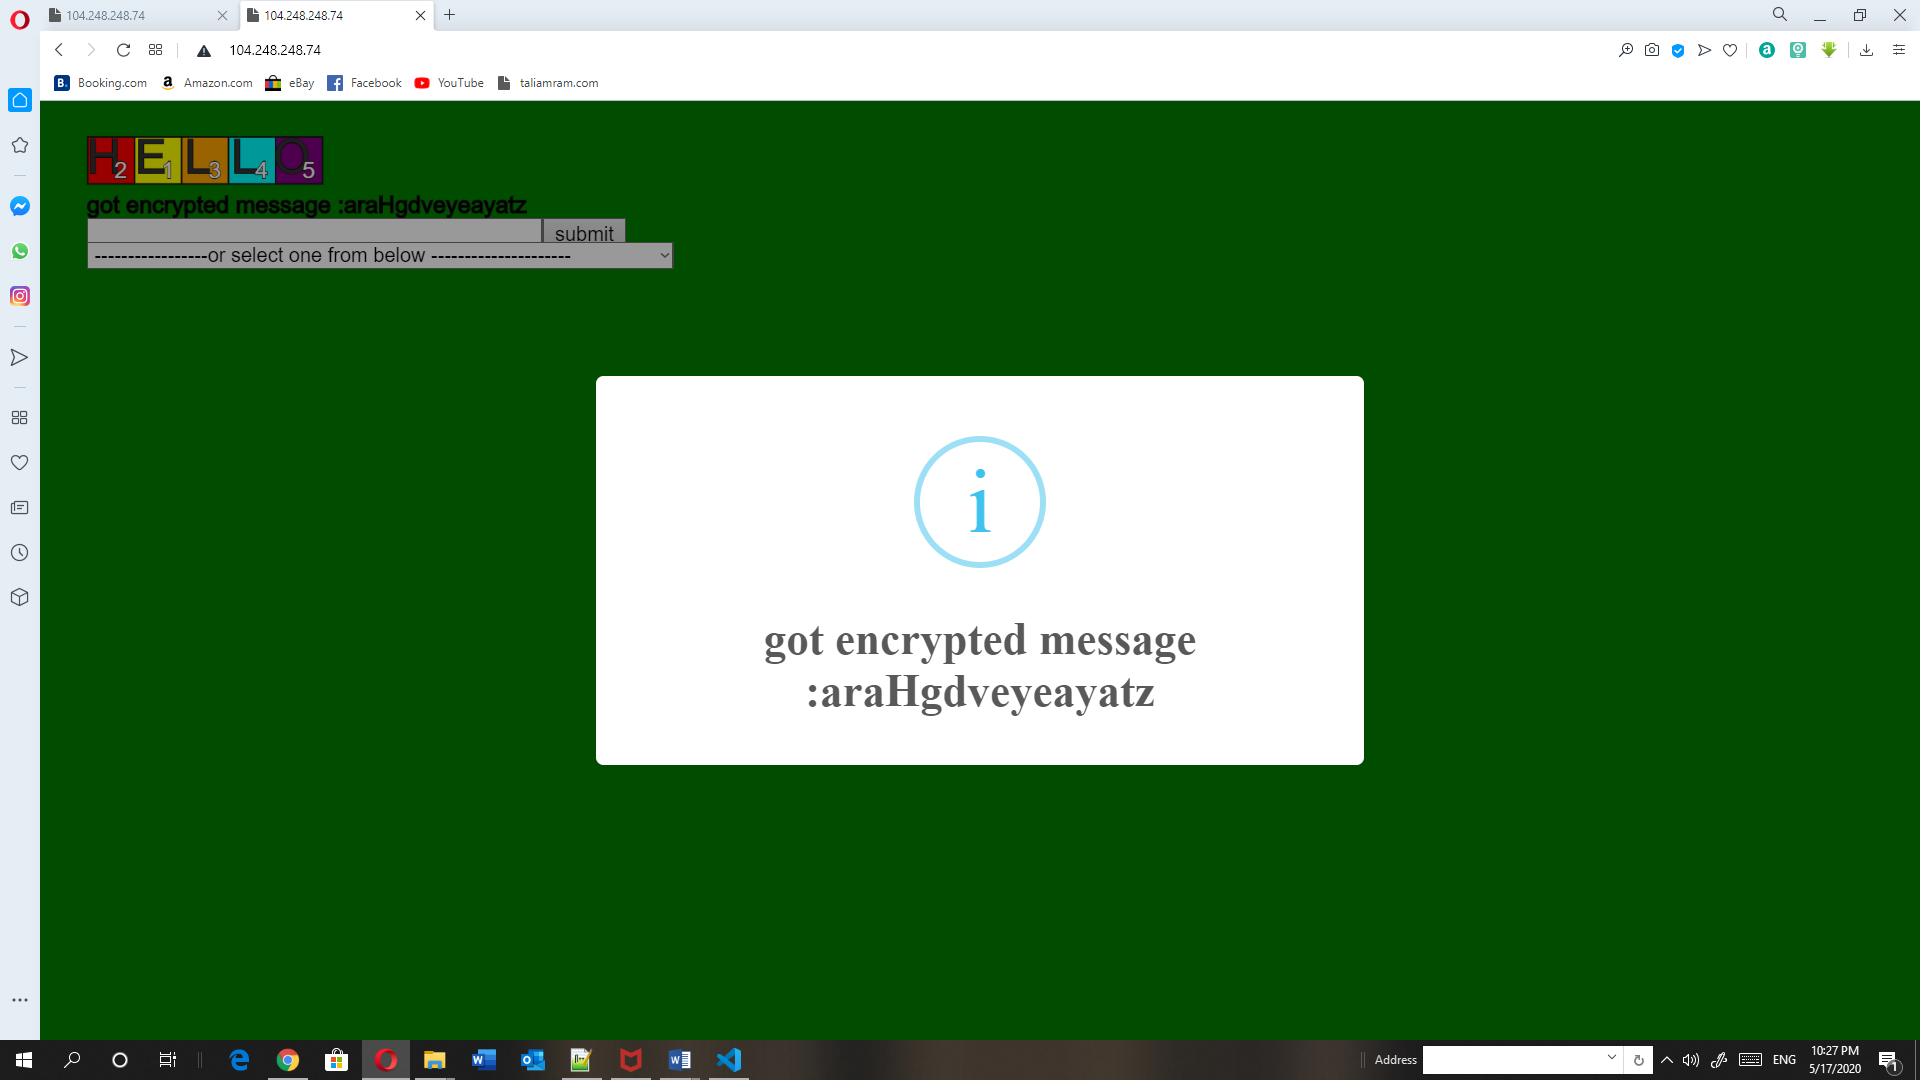 104.248.248.74
104.248.248.74
104.248.248.74
Booking.com Amazon.com eBay Facebook YouTube taliamram.com
H2 E1 L3 L4 O5
got encrypted message :araHgdveyeayatz
submit
-----------------or select one from below ---------------------
i
got encrypted message
:araHgdveyeayatz
Address
ENG
10:27 PM
5/17/2020
1